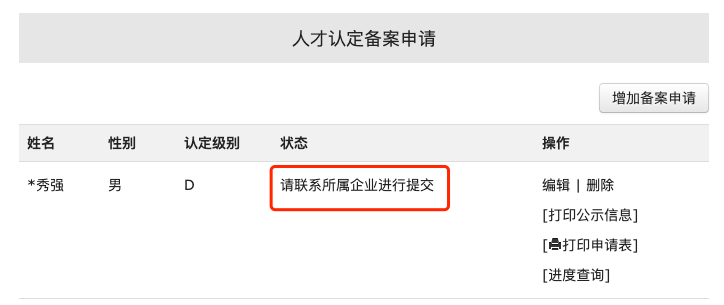 人才认定备案申请
增加备案申请
姓名 性别 认定级别 状态 操作
*秀强 男 D 请联系所属企业进行提交 编辑 | 删除
[打印公示信息]
[打印申请表]
[进度查询]